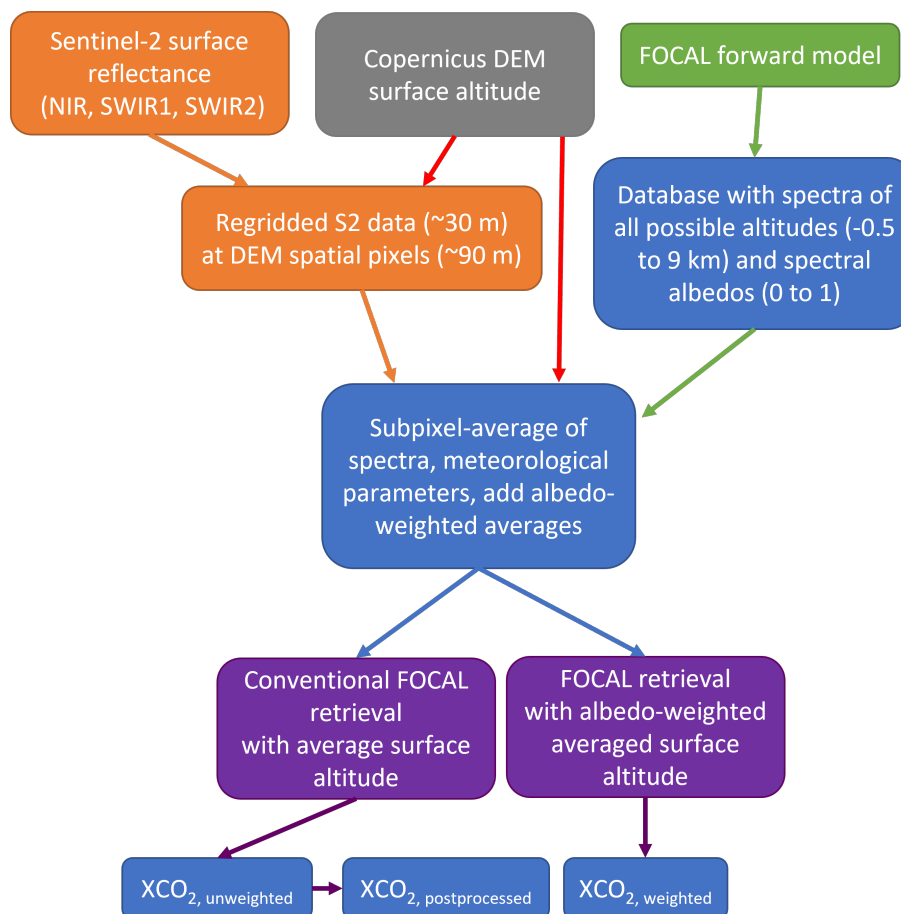 Sentinel-2 surface
reflectance
(NIR, SWIR1, SWIR2)
Copernicus DEM
surface altitude
FOCAL forward model
Regridded S2 data (~30 m)
at DEM spatial pixels (~90 m)
Database with spectra of
all possible altitudes (-0.5
to 9 km) and spectral
albedos (0 to 1)
Subpixel-average of
spectra, meteorological
parameters, add albedo-
weighted averages
Conventional FOCAL
retrieval
with average surface
altitude
FOCAL retrieval
with albedo-weighted
averaged surface
altitude
XCO₂, unweighted
XCO₂, postprocessed
XCO₂, weighted